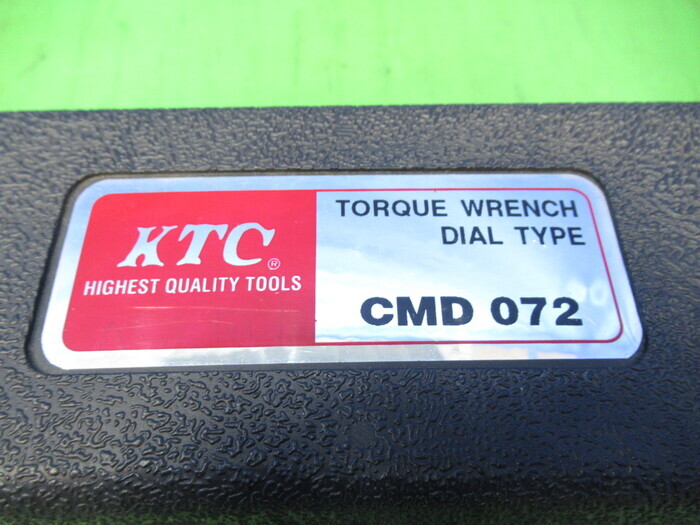 KTC®
HIGHEST QUALITY TOOLS
TORQUE WRENCH
DIAL TYPE
CMD 072